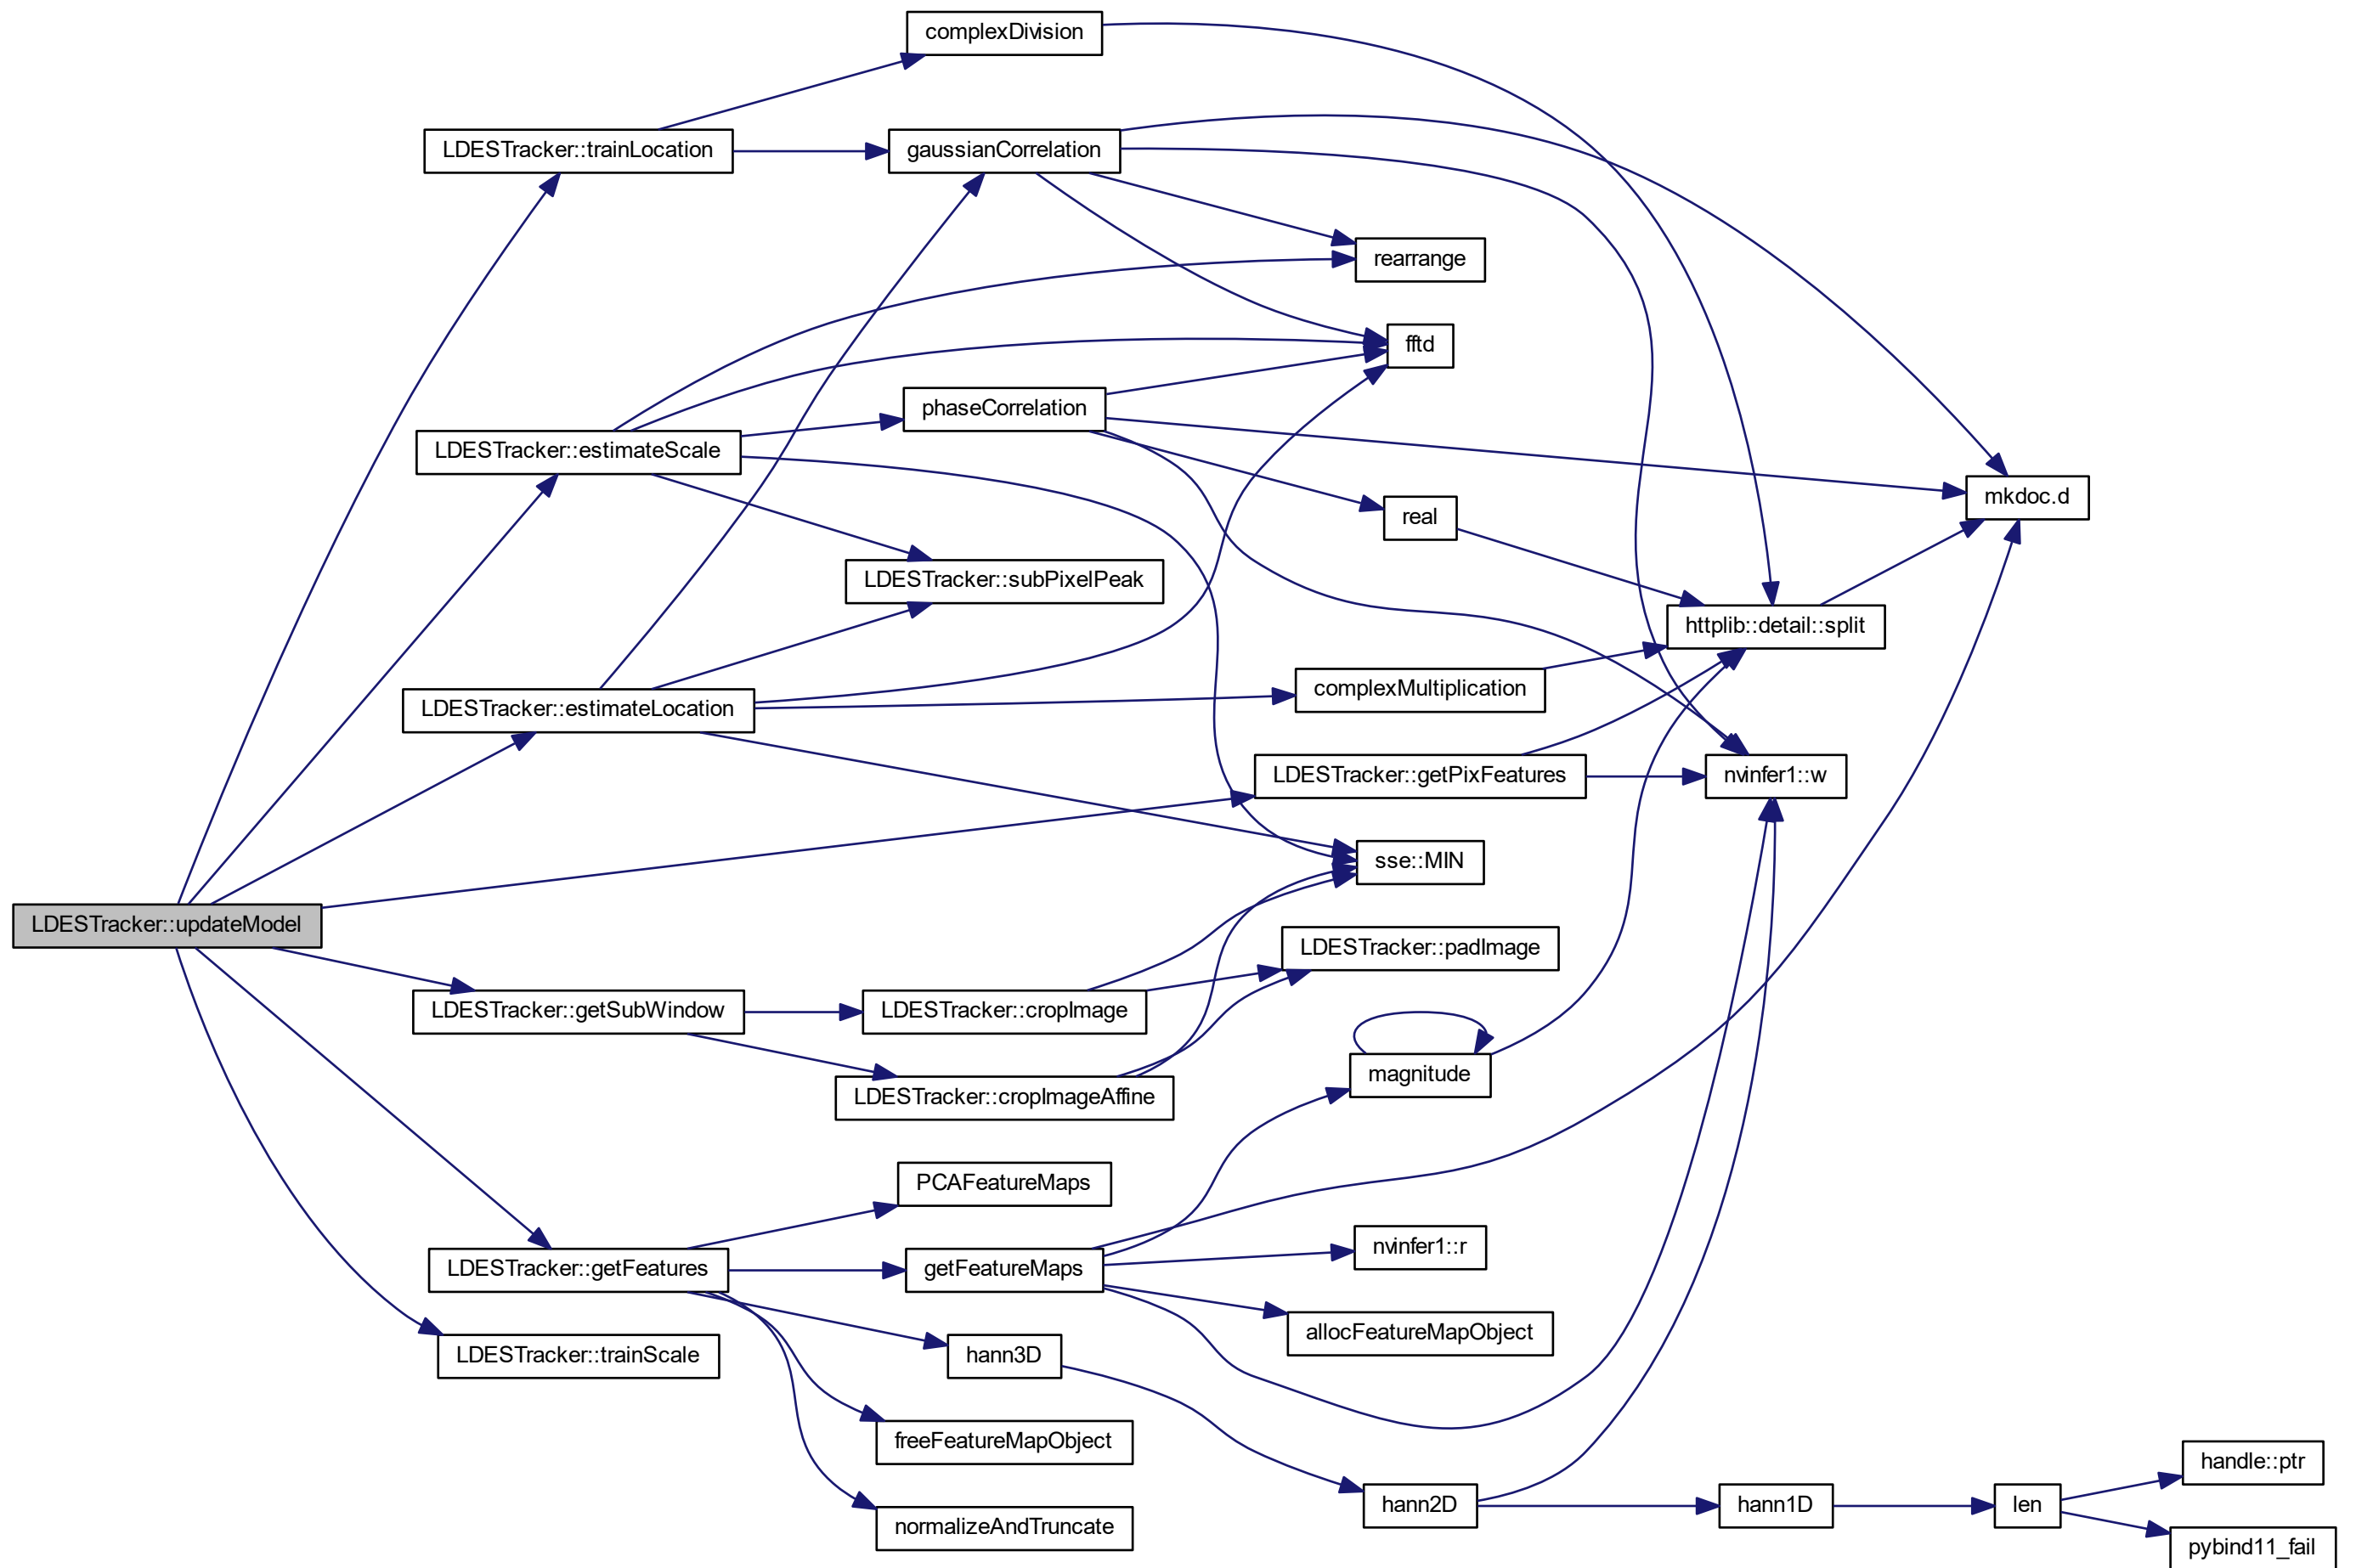 complexDivision
LDESTracker::trainLocation
gaussianCorrelation
rearrange
fftd
phaseCorrelation
LDESTracker::estimateScale
mkdoc.d
real
LDESTracker::subPixelPeak
httplib::detail::split
complexMultiplication
LDESTracker::estimateLocation
LDESTracker::getPixFeatures
nvinfer1::w
sse::MIN
LDESTracker::updateModel
LDESTracker::padImage
LDESTracker::getSubWindow
LDESTracker::cropImage
magnitude
LDESTracker::cropImageAffine
PCAFeatureMaps
nvinfer1::r
LDESTracker::getFeatures
getFeatureMaps
allocFeatureMapObject
LDESTracker::trainScale
hann3D
freeFeatureMapObject
handle::ptr
hann2D
hann1D
len
normalizeAndTruncate
pybind11_fail